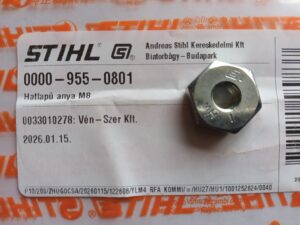 STIHL
Andreas Stihl Kereskedelmi Kft
Biatorbágy-Budapark
0000-955-0801
Hatlapú anya M8
0033010278: Vén-Szer Kft.
2026.01.15.